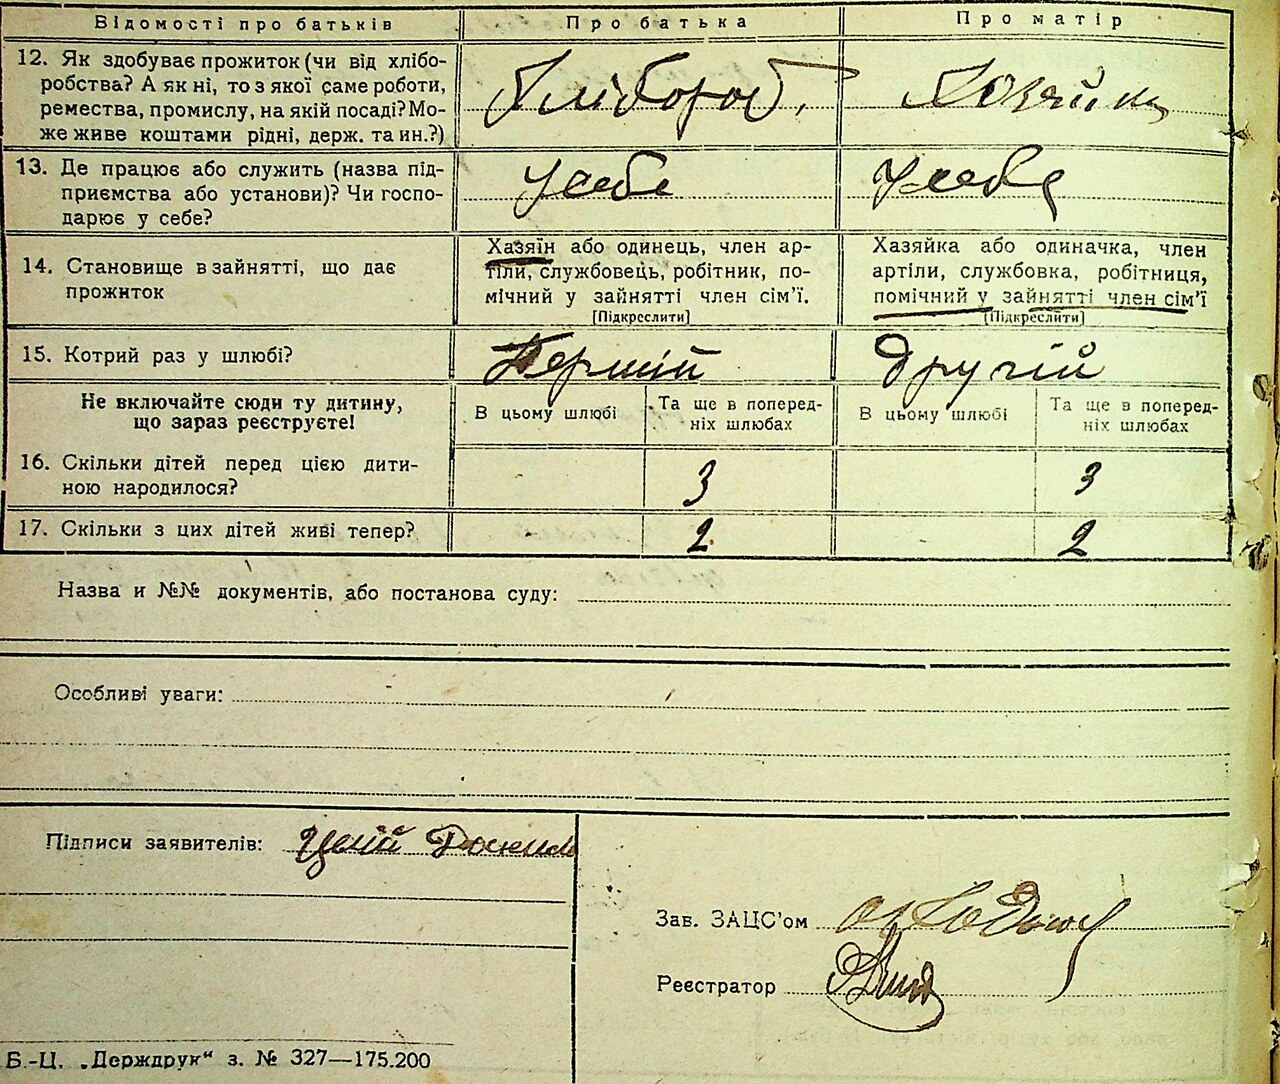 Відомості про батьків Про батька Про матір
12. Як здобуває прожиток (чи від хлібо-
робства? А як ні, то з якої саме роботи,
ремества, промислу, на якій посаді? Мо-
же живе коштами рідні, держ. та ин.?)
Хлібороб. Хозяйка
13. Де працює або служить (назва під-
приємства або установи)? Чи госпо-
дарює у себе?
У себе У себе
14. Становище в зайнятті, що дає
прожиток
Хазяїн або одинець, член ар-
тіли, службовець, робітник, по-
мічний у зайнятті член сім'ї.
[Підкреслити]
Хазяйка або одиначка, член
артіли, службовка, робітниця,
помічний у зайнятті член сім'ї
[Підкреслити]
15. Котрий раз у шлюбі? Первий Другій
Не включайте сюди ту дитину,
що зараз реєструєте!
В цьому шлюбі
Та ще в поперед-
ніх шлюбах
В цьому шлюбі
Та ще в поперед-
ніх шлюбах
16. Скільки дітей перед цією дити-
ною народилося?
3 3
17. Скільки з цих дітей живі тепер? 2 2
Назва и №№ документів, або постанова суду:
Особливі уваги:
Підписи заявителів:
Зав. ЗАЦС'ом
Реєстратор
Б.-Ц. „Держдрук“ з. № 327—175.200